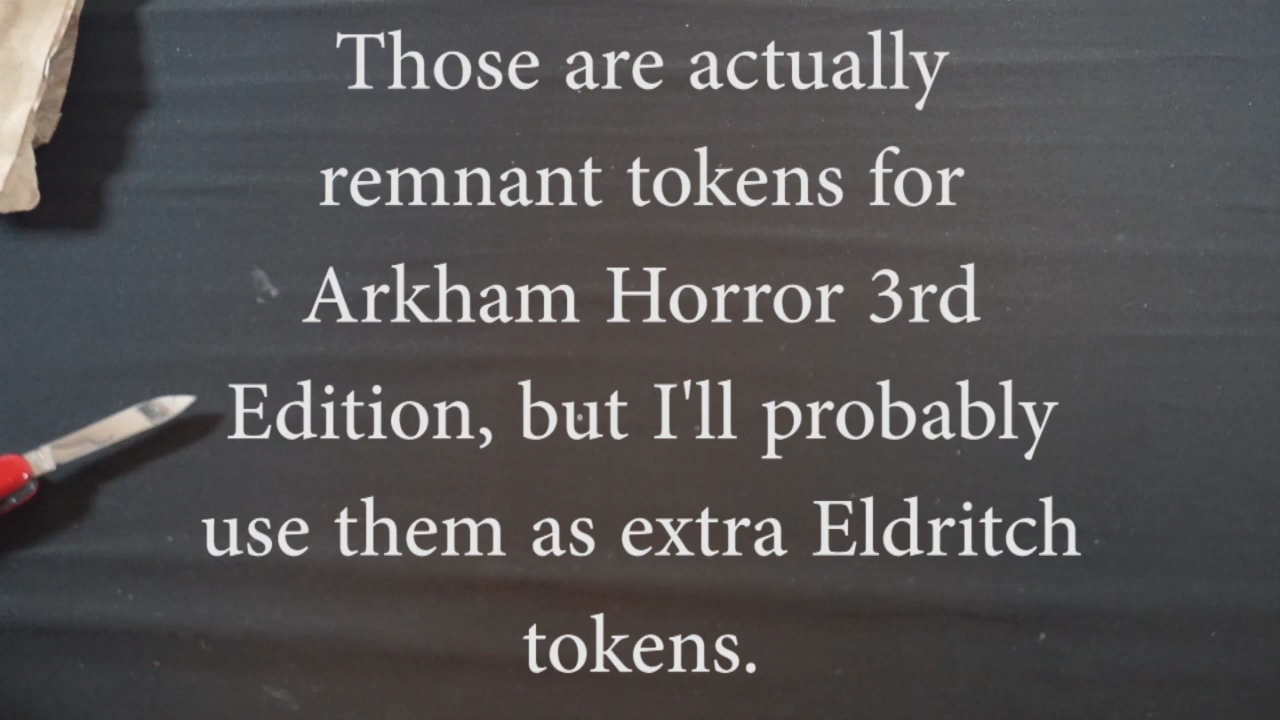 Those are actually
remnant tokens for
Arkham Horror 3rd
Edition, but I'll probably
use them as extra Eldritch
tokens.